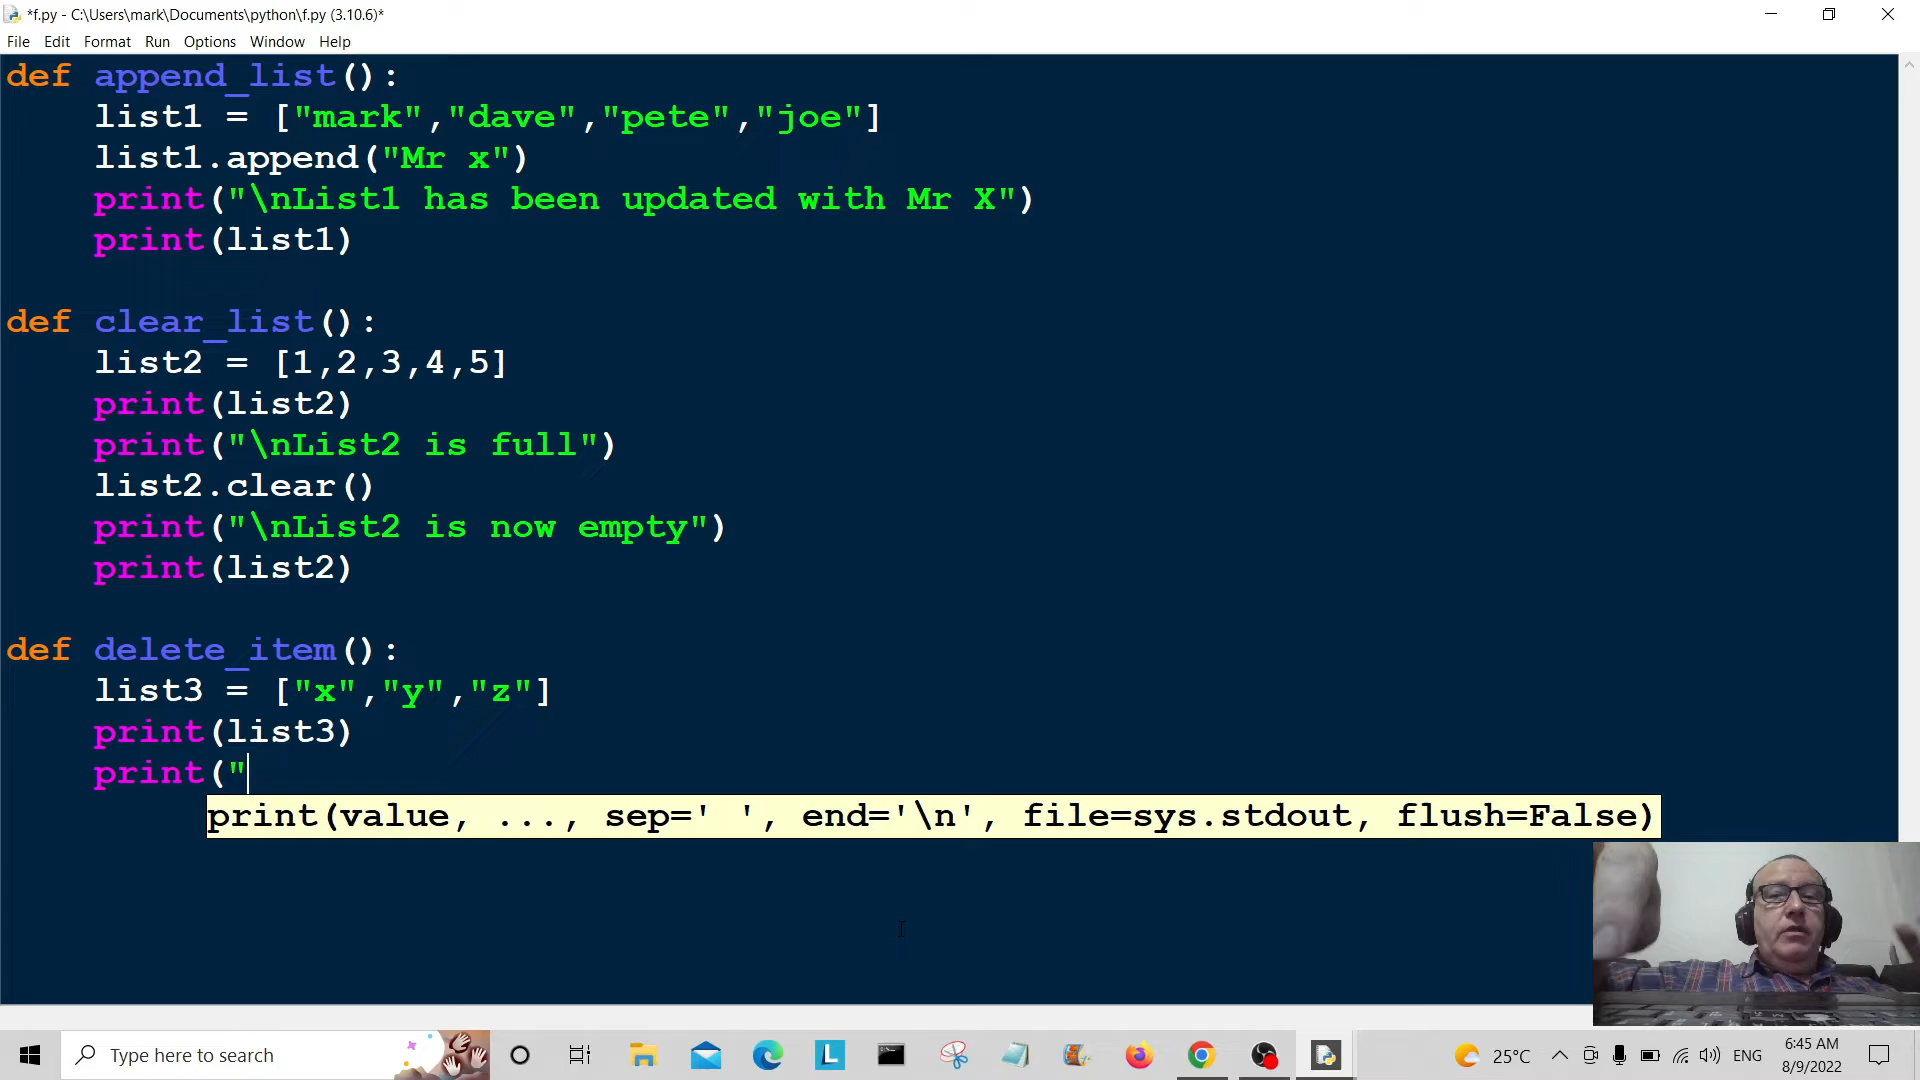 *f.py - C:\Users\mark\Documents\python\f.py (3.10.6)*
File Edit Format Run Options Window Help
def append_list():
    list1 = ["mark","dave","pete","joe"]
    list1.append("Mr x")
    print("\nList1 has been updated with Mr X")
    print(list1)

def clear_list():
    list2 = [1,2,3,4,5]
    print(list2)
    print("\nList2 is full")
    list2.clear()
    print("\nList2 is now empty")
    print(list2)

def delete_item():
    list3 = ["x","y","z"]
    print(list3)
    print("
print(value, ..., sep=' ', end='\n', file=sys.stdout, flush=False)
Type here to search
L
25°C
ENG
6:45 AM
8/9/2022